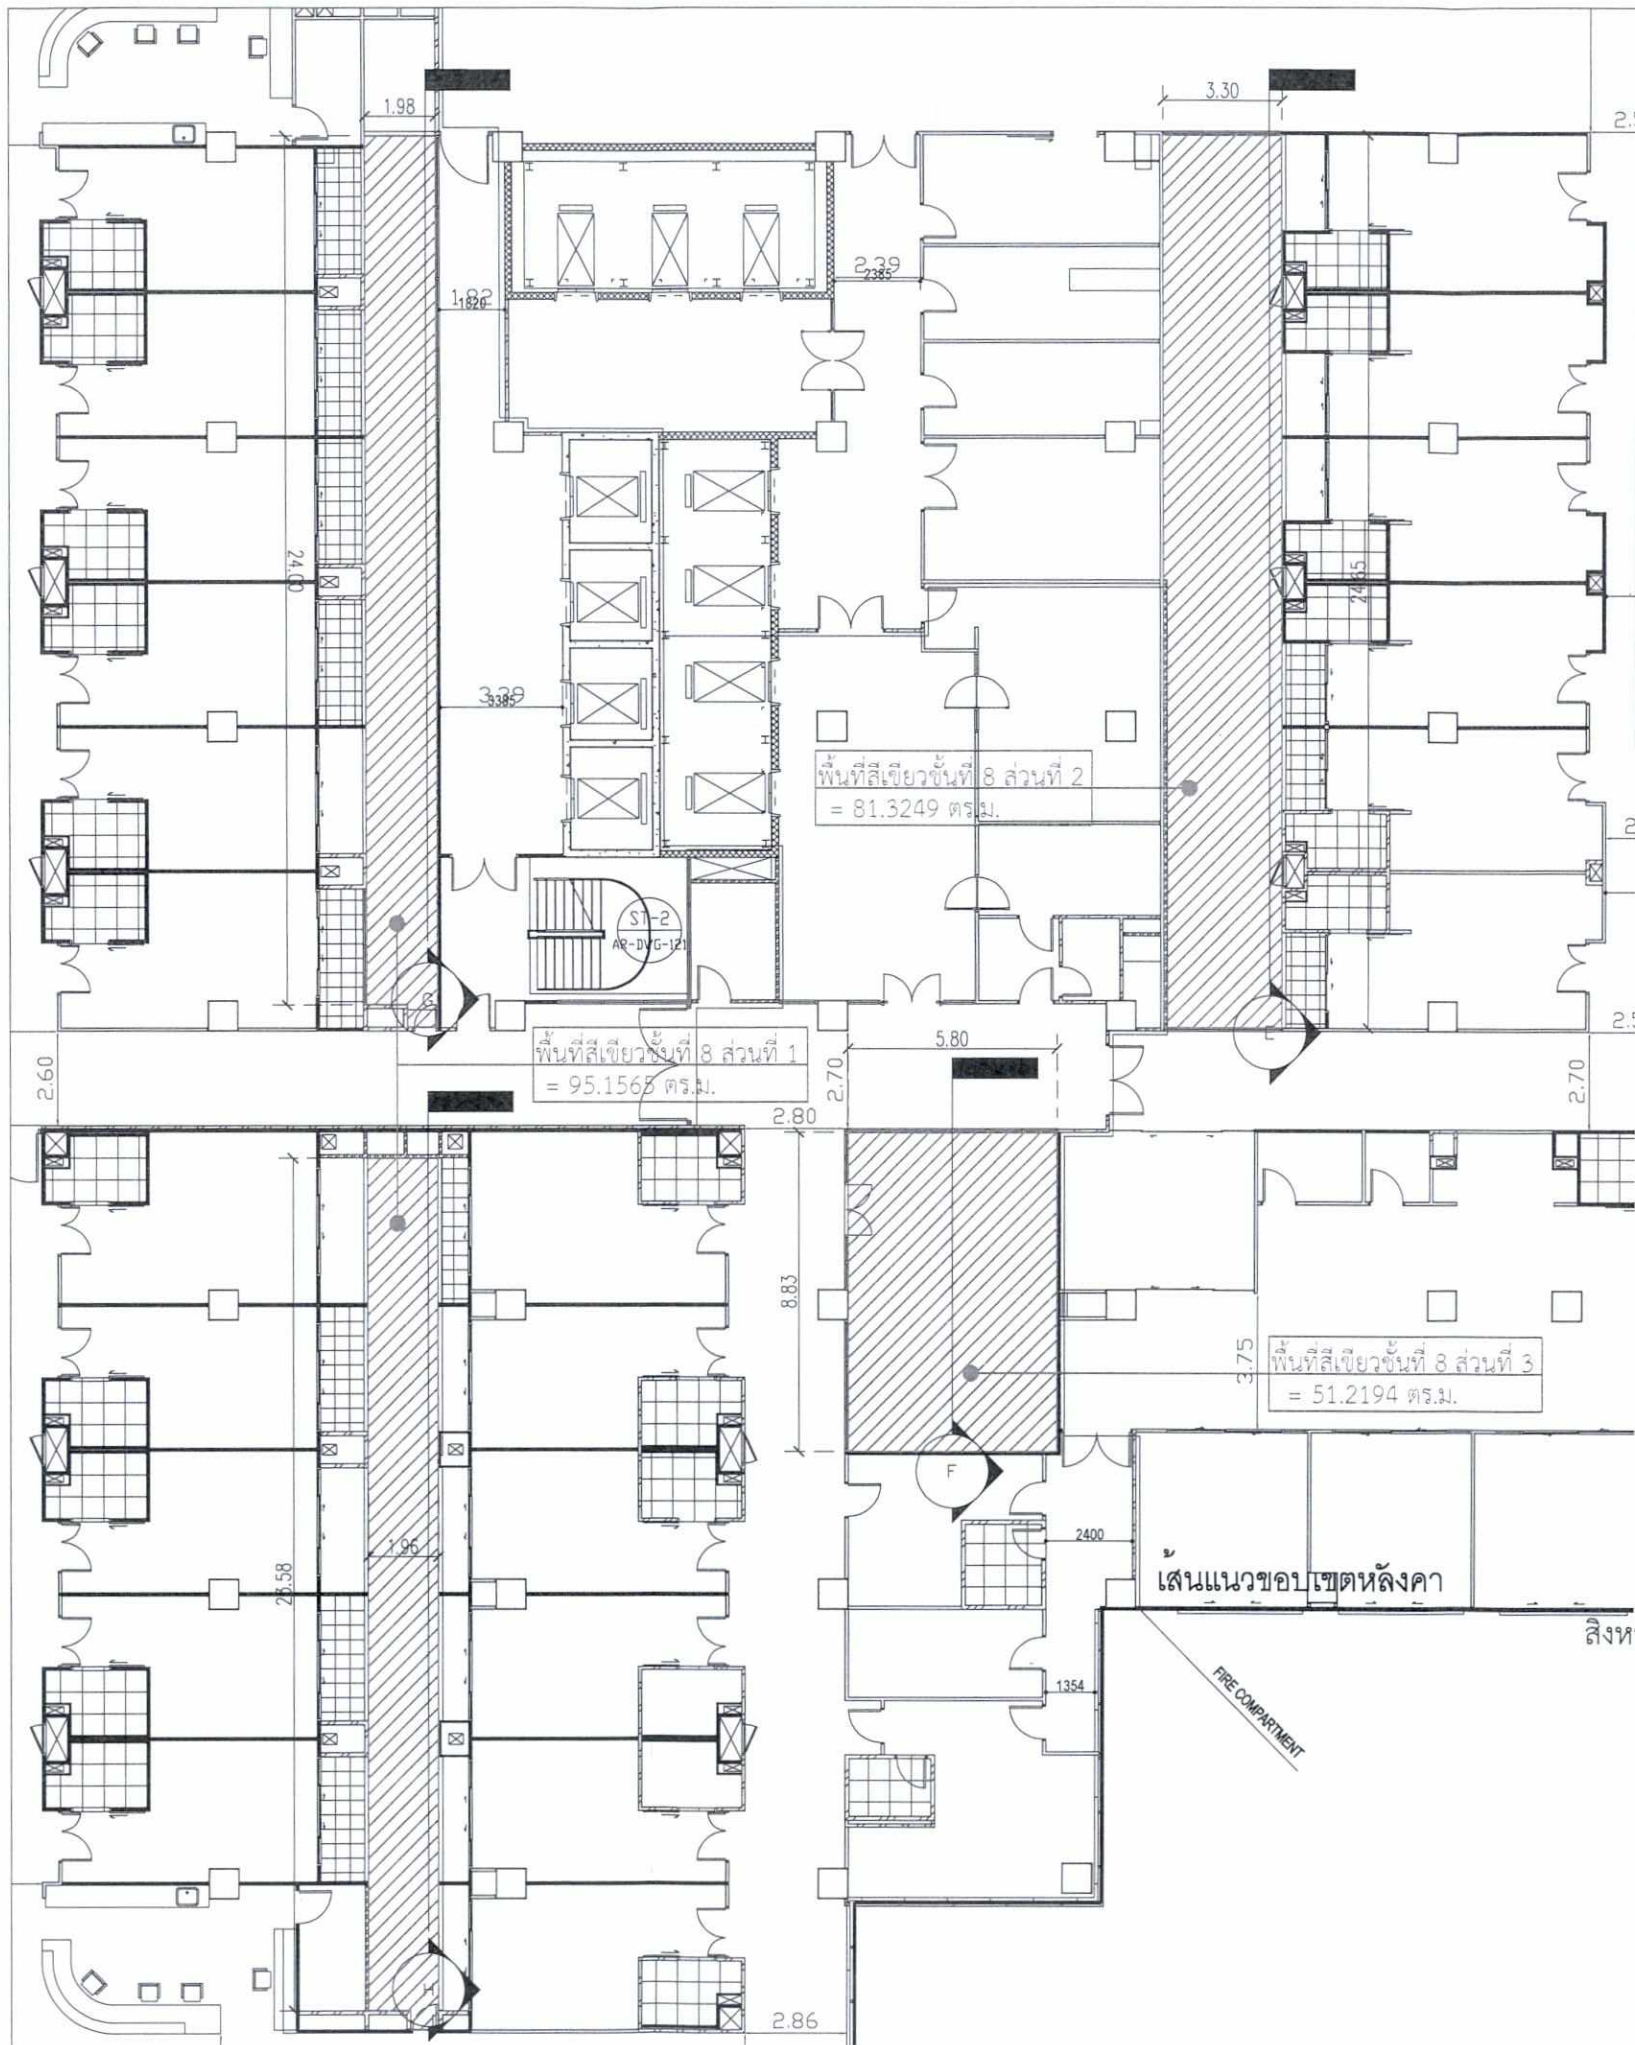 1.98
3.30
2.39
2385
1.82
1820
24.00
3.39
3385
พื้นที่สีเขียวชั้นที่ 8 ส่วนที่ 2
= 81.3249 ตร.ม.
ST-2
G
E
พื้นที่สีเขียวชั้นที่ 8 ส่วนที่ 1
= 95.1565 ตร.ม.
5.80
2.60
2.70
2.70
2.80
8.83
3.75
พื้นที่สีเขียวชั้นที่ 8 ส่วนที่ 3
= 51.2194 ตร.ม.
F
1.96
2400
เส้นแนวขอบเขตหลังคา
1354
FIRE COMPARTMENT
2.86